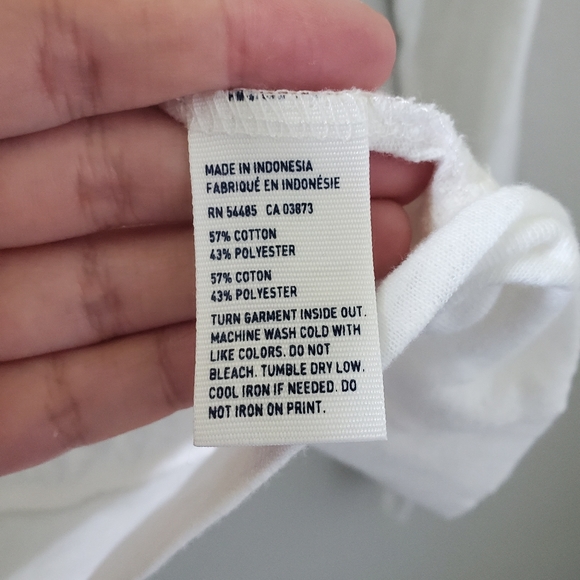 MADE IN INDONESIA
FABRIQUÉ EN INDONÉSIE
RN 54485 CA 03873
57% COTTON
43% POLYESTER
57% COTON
43% POLYESTER
TURN GARMENT INSIDE OUT.
MACHINE WASH COLD WITH
LIKE COLORS. DO NOT
BLEACH. TUMBLE DRY LOW.
COOL IRON IF NEEDED. DO
NOT IRON ON PRINT.